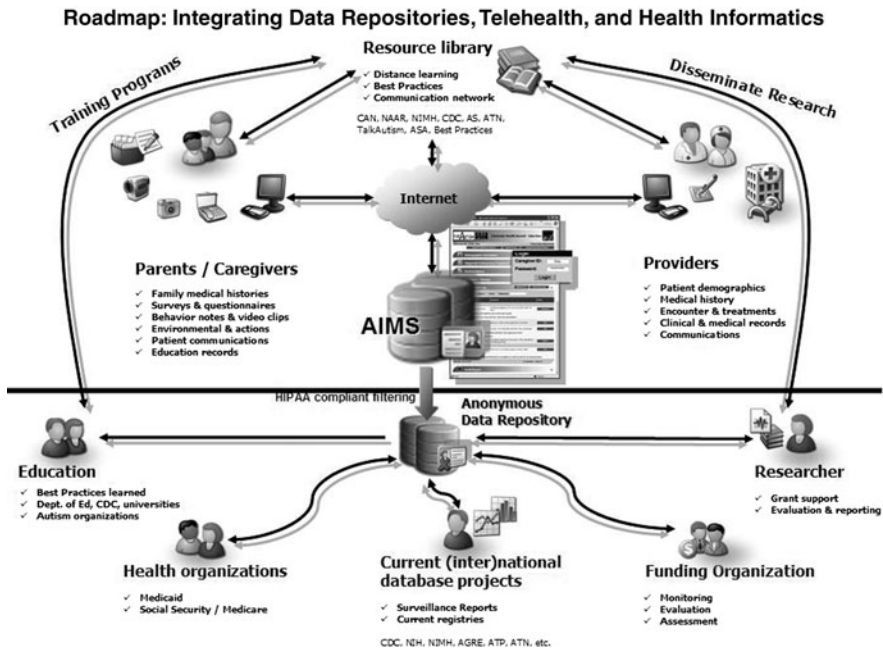 Roadmap: Integrating Data Repositories, Telehealth, and Health Informatics
Resource library
✓ Distance learning
✓ Best Practices
✓ Communication network
CAN, NAAR, NIMH, CDC, AS, ATN,
TalkAutism, ASA, Best Practices
Training Programs
Disseminate Research
Internet
Login
Caregiver ID:
Password:
Login
Parents / Caregivers
✓ Family medical histories
✓ Surveys & questionnaires
✓ Behavior notes & video clips
✓ Environmental & actions
✓ Patient communications
✓ Education records
AIMS
Providers
✓ Patient demographics
✓ Medical history
✓ Encounter & treatments
✓ Clinical & medical records
✓ Communications
HIPAA compliant filtering
Anonymous
Data Repository
Education
✓ Best Practices learned
✓ Dept. of Ed, CDC, universities
✓ Autism organizations
Researcher
✓ Grant support
✓ Evaluation & reporting
Health organizations
✓ Medicaid
✓ Social Security / Medicare
Current (inter)national
database projects
✓ Surveillance Reports
✓ Current registries
CDC, NIH, NIMH, AGRE, ATP, ATN, etc.
Funding Organization
✓ Monitoring
✓ Evaluation
✓ Assessment